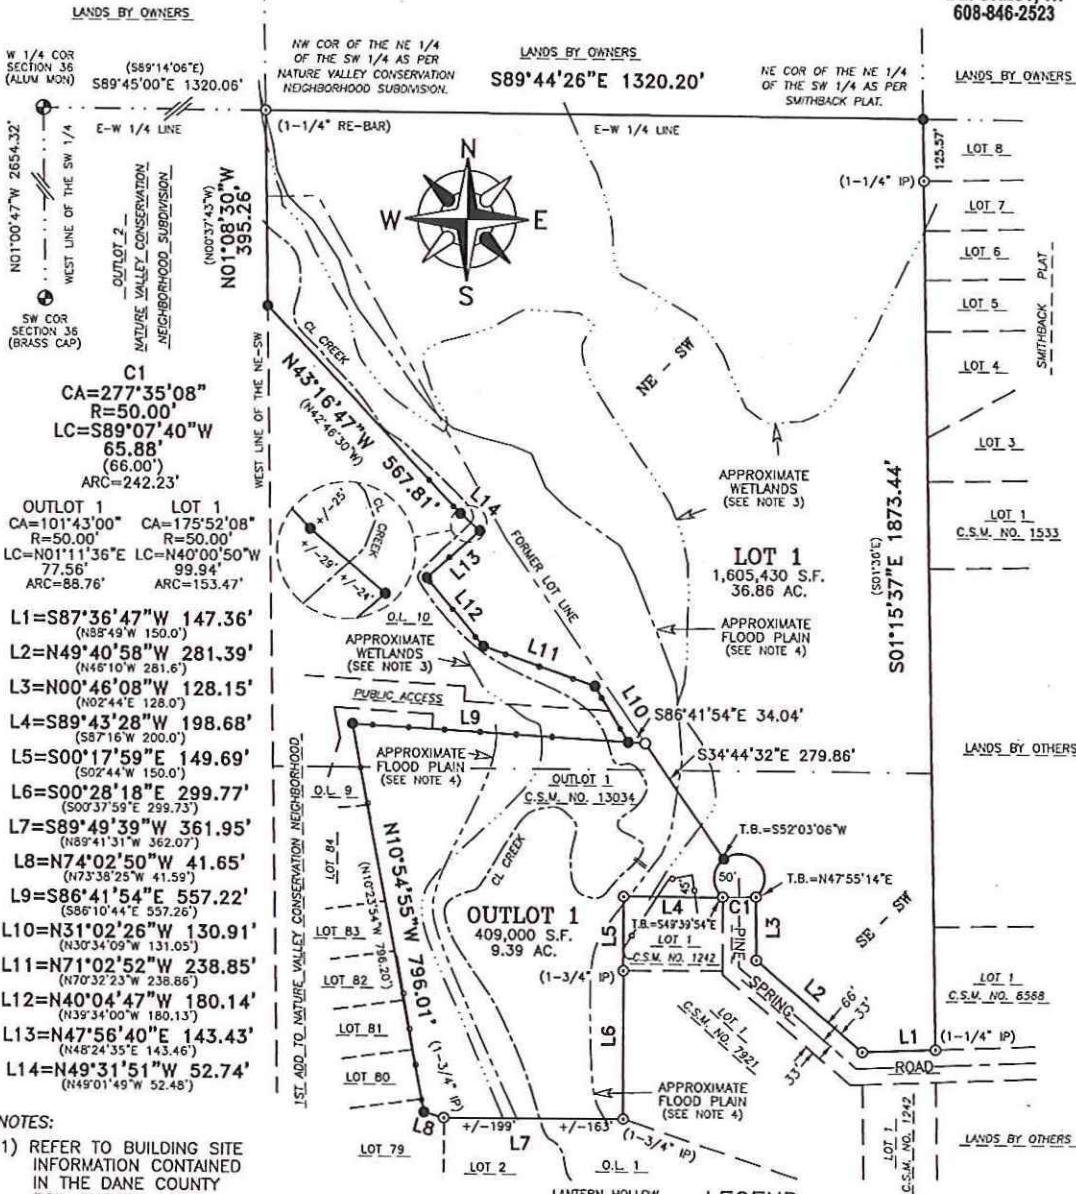 608-846-2523
LANDS BY OWNERS
W 1/4 COR
SECTION 36
(ALUM MON)
(S89°14'06"E)
S89°45'00"E 1320.06'
E-W 1/4 LINE
NW COR OF THE NE 1/4
OF THE SW 1/4 AS PER
NATURE VALLEY CONSERVATION
NEIGHBORHOOD SUBDIVISION.
LANDS BY OWNERS
S89°44'26"E 1320.20'
E-W 1/4 LINE
NE COR OF THE NE 1/4
OF THE SW 1/4 AS PER
SMITHBACK PLAT.
LANDS BY OWNERS
(1-1/4" RE-BAR)
125.57'
(1-1/4" IP)
LOT 8
LOT 7
LOT 6
LOT 5
LOT 4
LOT 3
SMITHBACK PLAT
LOT 1
C.S.M. NO. 1533
N01°00'47"W 2654.32'
WEST LINE OF THE SW 1/4
OUTLOT 2
NATURE VALLEY CONSERVATION
NEIGHBORHOOD SUBDIVISION
(N00°37'43"W)
N01°08'30"W
395.26'
SW COR
SECTION 36
(BRASS CAP)
N
W
E
S
C1
CA=277°35'08"
R=50.00'
LC=S89°07'40"W
65.88'
(66.00')
ARC=242.23'
OUTLOT 1
CA=101°43'00"
R=50.00'
LC=N01°11'36"E
77.56'
ARC=88.76'
LOT 1
CA=175°52'08"
R=50.00'
LC=N40°00'50"W
99.94'
ARC=153.47'
L1=S87°36'47"W 147.36'
(N88°49'W 150.0')
L2=N49°40'58"W 281.39'
(N46°10'W 281.6')
L3=N00°46'08"W 128.15'
(N02°44'E 128.0')
L4=S89°43'28"W 198.68'
(S87°16'W 200.0')
L5=S00°17'59"E 149.69'
(S02°44'W 150.0')
L6=S00°28'18"E 299.77'
(S00°37'59"E 299.73')
L7=S89°49'39"W 361.95'
(N89°41'31"W 362.07')
L8=N74°02'50"W 41.65'
(N73°38'25"W 41.59')
L9=S86°41'54"E 557.22'
(S86°10'44"E 557.26')
L10=N31°02'26"W 130.91'
(N30°34'09"W 131.05')
L11=N71°02'52"W 238.85'
(N70°32'23"W 238.86')
L12=N40°04'47"W 180.14'
(N39°34'00"W 180.13')
L13=N47°56'40"E 143.43'
(N48°24'35"E 143.46')
L14=N49°31'51"W 52.74'
(N49°01'49"W 52.48')
NOTES:
1) REFER TO BUILDING SITE
INFORMATION CONTAINED
IN THE DANE COUNTY
WEST LINE OF THE NE-SW
CL CREEK
N43°16'47"W 567.81'
(N42°46'30"W)
NE - SW
APPROXIMATE
WETLANDS
(SEE NOTE 3)
+/-25'
+/-29'
+/-24'
CL CREEK
L14
L13
L12
L11
L10
FORMER LOT LINE
LOT 1
1,605,430 S.F.
36.86 AC.
(S01°30'E)
S01°15'37"E 1873.44'
APPROXIMATE
FLOOD PLAIN
(SEE NOTE 4)
O.L. 10
APPROXIMATE
WETLANDS
(SEE NOTE 3)
PUBLIC ACCESS
L9
S86°41'54"E 34.04'
S34°44'32"E 279.86'
LANDS BY OTHERS
APPROXIMATE
FLOOD PLAIN
(SEE NOTE 4)
OUTLOT 1
C.S.M. NO. 13034
1ST ADD TO NATURE VALLEY CONSERVATION NEIGHBORHOOD
O.L. 9
LOT 84
LOT 83
LOT 82
LOT 81
LOT 80
LOT 79
N10°54'55"W 796.01'
(N10°23'54"W 796.20')
CL CREEK
OUTLOT 1
409,000 S.F.
9.39 AC.
T.B.=S52°03'06"W
T.B.=N47°55'14"E
T.B.=S49°39'54"E
50'
45'
L4
C1
L3
L5
LOT 1
C.S.M. NO. 1242
(1-3/4" IP)
L6
PINE
SPRING
ROAD
L2
66'
33'
33'
L1
(1-1/4" IP)
SE - SW
LOT 1
C.S.M. NO. 6568
LOT 1
C.S.M. NO. 7921
APPROXIMATE
FLOOD PLAIN
(SEE NOTE 4)
(1-3/4" IP)
L8
+/-199'
L7
+/-163'
(1-3/4" IP)
LOT 2
O.L. 1
LOT 1
C.S.M. NO. 1242
LANDS BY OTHERS
LANTERN HOLLOW
LEGEND